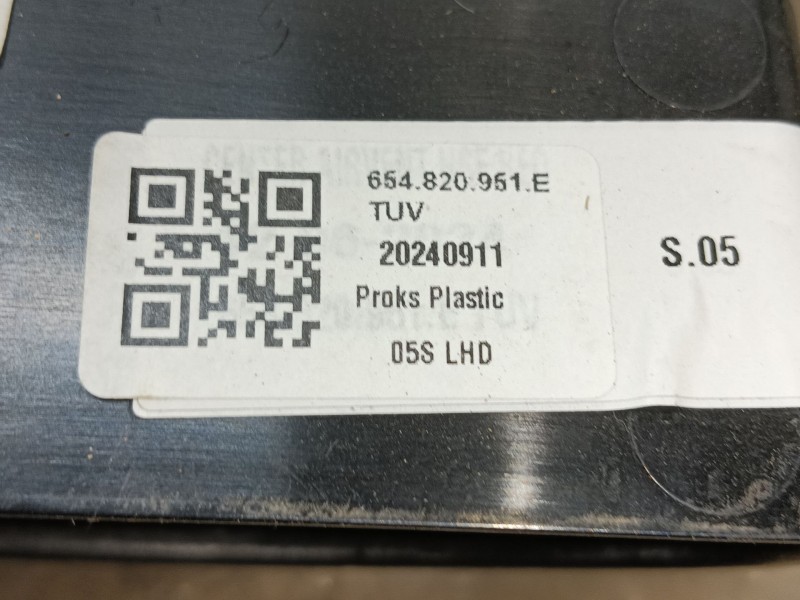 654.820.951.E
TUV
20240911
Proks Plastic
05S LHD
S.05